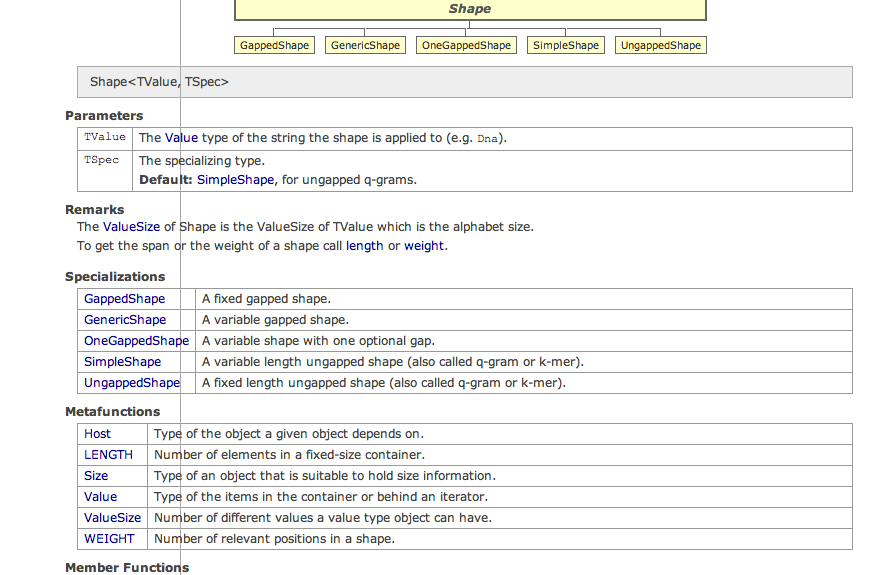 Shape
GappedShape GenericShape OneGappedShape SimpleShape UngappedShape
Shape<TValue, TSpec>
Parameters
TValue The Value type of the string the shape is applied to (e.g. Dna).
TSpec The specializing type.
Default: SimpleShape, for ungapped q-grams.
Remarks
The ValueSize of Shape is the ValueSize of TValue which is the alphabet size.
To get the span or the weight of a shape call length or weight.
Specializations
GappedShape A fixed gapped shape.
GenericShape A variable gapped shape.
OneGappedShape A variable shape with one optional gap.
SimpleShape A variable length ungapped shape (also called q-gram or k-mer).
UngappedShape A fixed length ungapped shape (also called q-gram or k-mer).
Metafunctions
Host Type of the object a given object depends on.
LENGTH Number of elements in a fixed-size container.
Size Type of an object that is suitable to hold size information.
Value Type of the items in the container or behind an iterator.
ValueSize Number of different values a value type object can have.
WEIGHT Number of relevant positions in a shape.
Member Functions